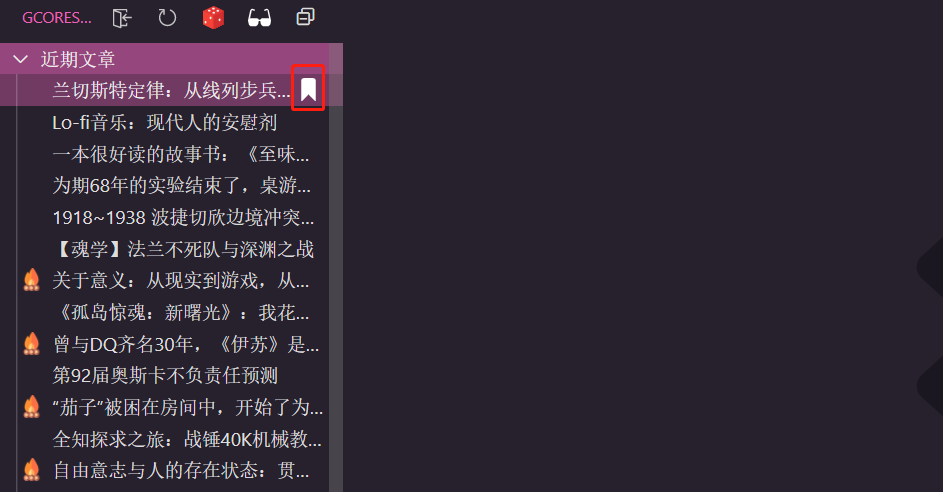 GCORES...
近期文章
兰切斯特定律：从线列步兵...
Lo-fi音乐：现代人的安慰剂
一本很好读的故事书：《至味...
为期68年的实验结束了，桌游...
1918~1938 波捷切欣边境冲突...
【魂学】法兰不死队与深渊之战
关于意义：从现实到游戏，从...
《孤岛惊魂：新曙光》：我花...
曾与DQ齐名30年，《伊苏》是...
第92届奥斯卡不负责任预测
“茄子”被困在房间中，开始了为...
全知探求之旅：战锤40K机械教...
自由意志与人的存在状态：贯...